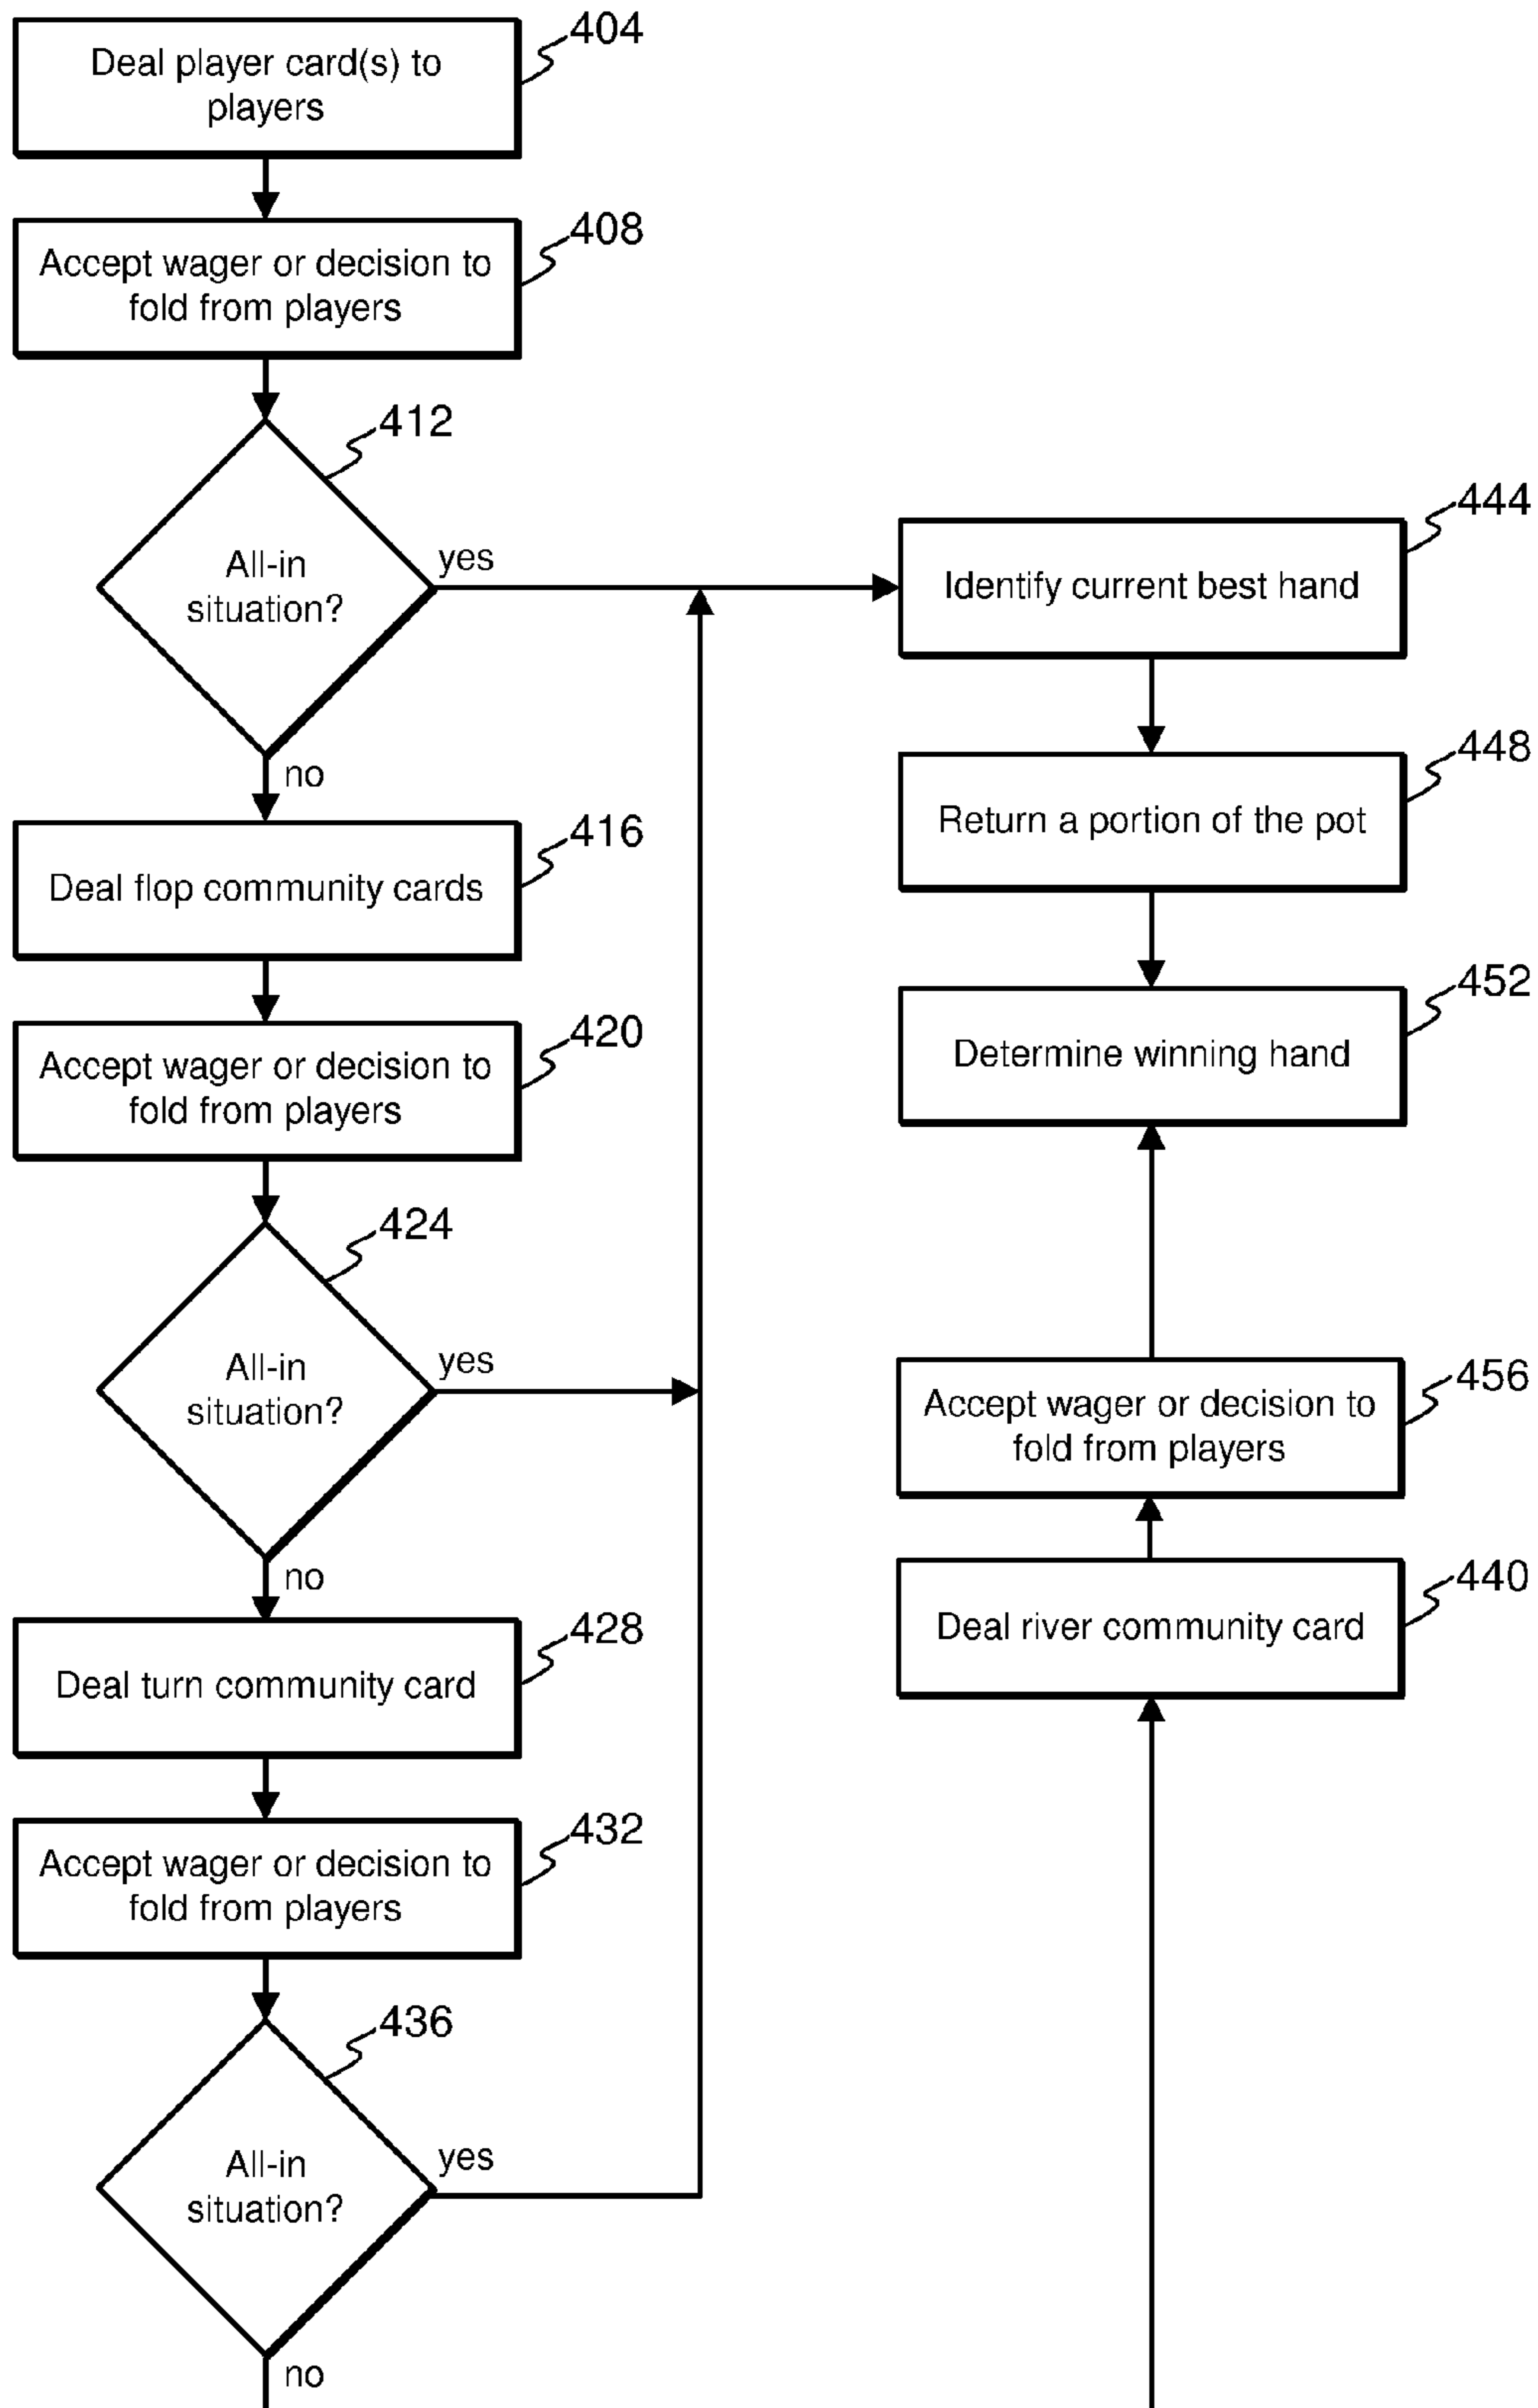 404
Deal player card(s) to
players
408
Accept wager or decision to
fold from players
412
All-in
situation?
yes
no
416
Deal flop community cards
420
Accept wager or decision to
fold from players
424
All-in
situation?
yes
no
428
Deal turn community card
432
Accept wager or decision to
fold from players
436
All-in
situation?
yes
no
444
Identify current best hand
448
Return a portion of the pot
452
Determine winning hand
456
Accept wager or decision to
fold from players
440
Deal river community card